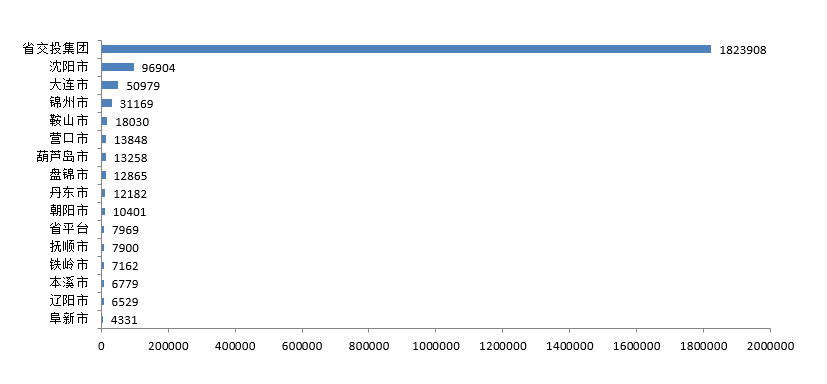 省交投集团 1823908
沈阳市 96904
大连市 50979
锦州市 31169
鞍山市 18030
营口市 13848
葫芦岛市 13258
盘锦市 12865
丹东市 12182
朝阳市 10401
省平台 7969
抚顺市 7900
铁岭市 7162
本溪市 6779
辽阳市 6529
阜新市 4331
0 200000 400000 600000 800000 1000000 1200000 1400000 1600000 1800000 2000000